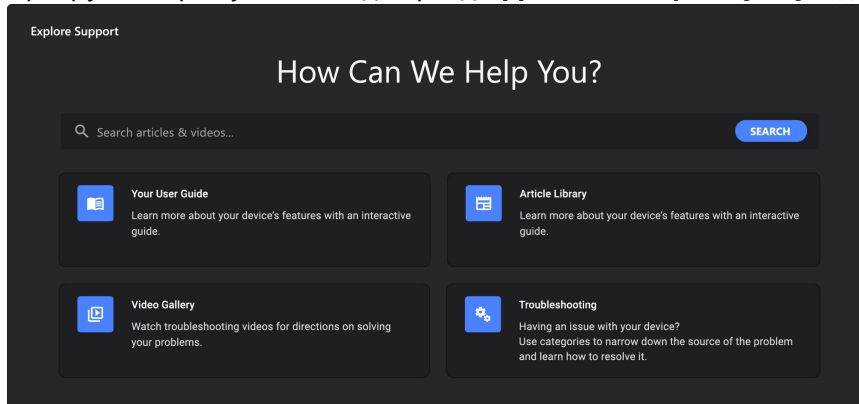 Explore Support
How Can We Help You?
Search articles & videos...
SEARCH
Your User Guide
Learn more about your device's features with an interactive
guide.
Article Library
Learn more about your device's features with an interactive
guide.
Video Gallery
Watch troubleshooting videos for directions on solving
your problems.
Troubleshooting
Having an issue with your device?
Use categories to narrow down the source of the problem
and learn how to resolve it.